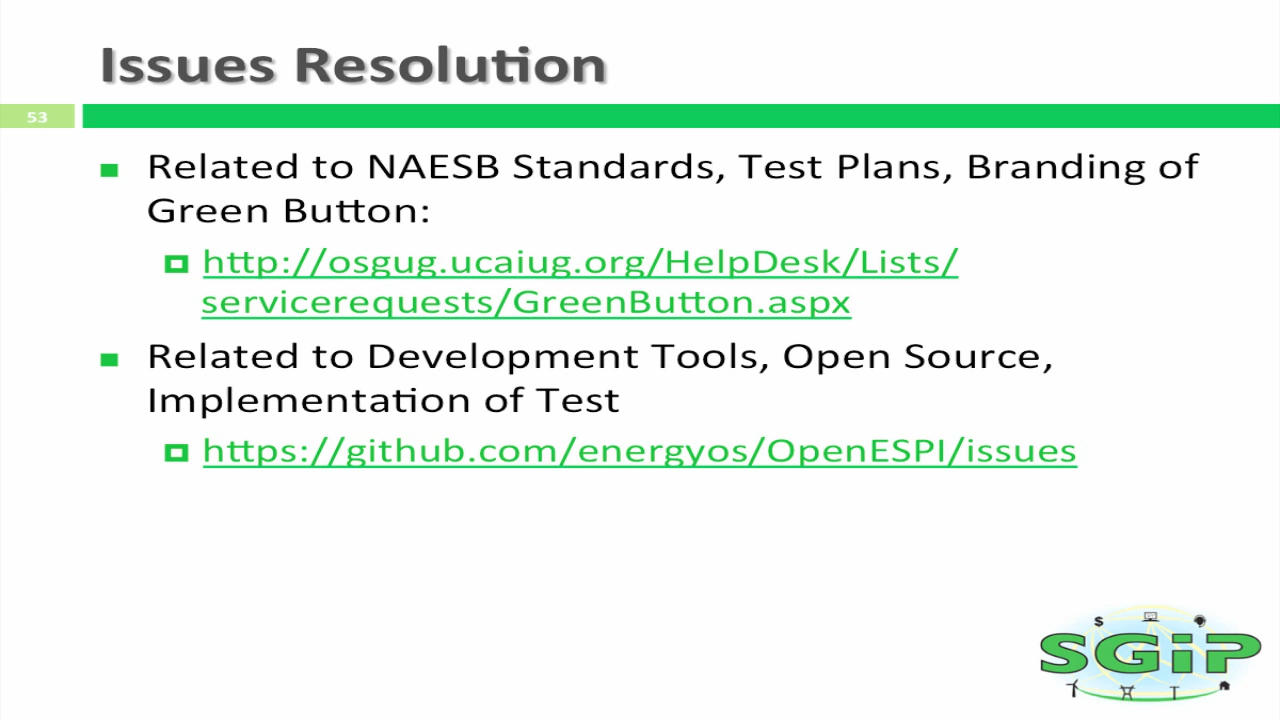 Issues Resolution
53
Related to NAESB Standards, Test Plans, Branding of
Green Button:
http://osgug.ucaiug.org/HelpDesk/Lists/
servicerequests/GreenButton.aspx
Related to Development Tools, Open Source,
Implementation of Test
https://github.com/energyos/OpenESPI/issues
$
SGiP